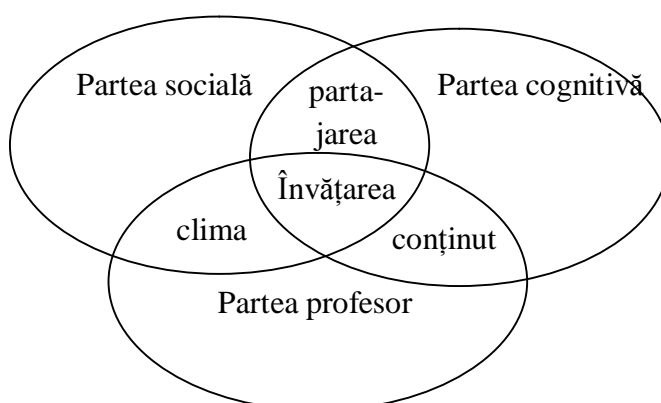 Partea socială
parta-
jarea
Partea cognitivă
Învățarea
clima
conținut
Partea profesor